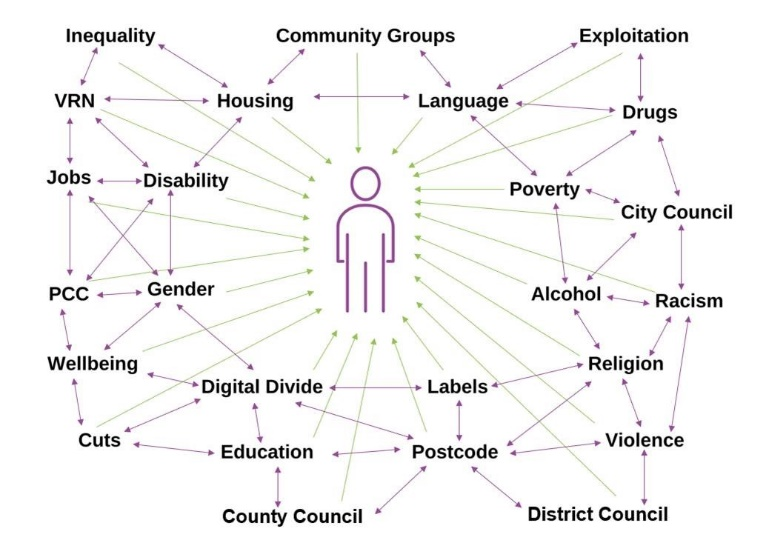 Inequality
Community Groups
Exploitation
VRN
Housing
Language
Drugs
Jobs
Disability
Poverty
City Council
PCC
Gender
Alcohol
Racism
Wellbeing
Digital Divide
Labels
Religion
Cuts
Education
Postcode
Violence
County Council
District Council